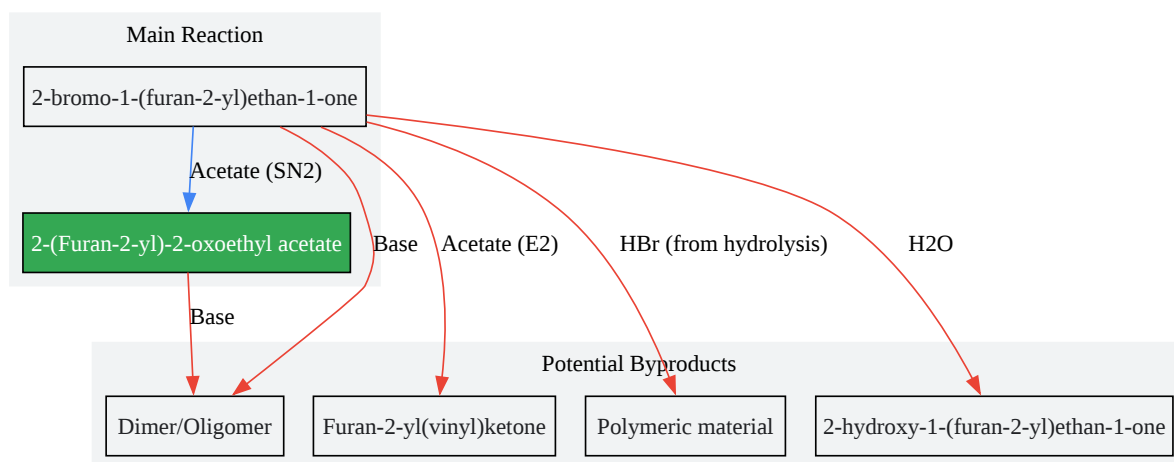 Main Reaction
2-bromo-1-(furan-2-yl)ethan-1-one
Acetate (SN2)
2-(Furan-2-yl)-2-oxoethyl acetate
Base
Acetate (E2)
HBr (from hydrolysis)
H2O
Base
Potential Byproducts
Dimer/Oligomer
Furan-2-yl(vinyl)ketone
Polymeric material
2-hydroxy-1-(furan-2-yl)ethan-1-one